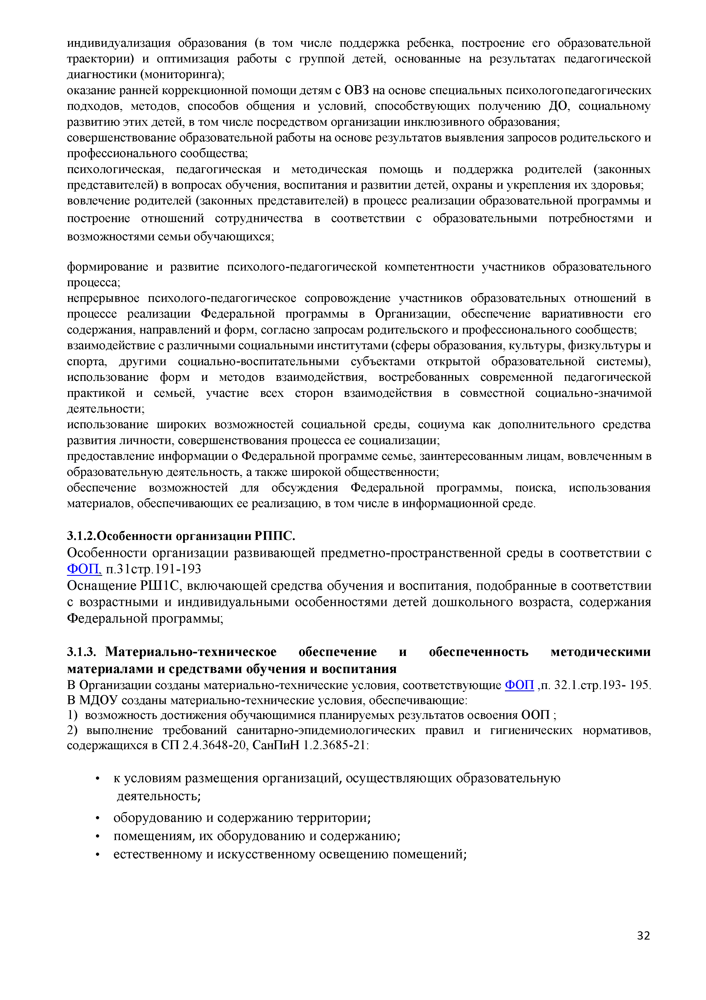 индивидуализация образования (в том числе поддержка ребенка, построение его образовательной
траектории) и оптимизация работы с группой детей, основанные на результатах педагогической
диагностики (мониторинга);
оказание ранней коррекционной помощи детям с ОВЗ на основе специальных психологопедагогических
подходов, методов, способов общения и условий, способствующих получению ДО, социальному
развитию этих детей, в том числе посредством организации инклюзивного образования;
совершенствование образовательной работы на основе результатов выявления запросов родительского и
профессионального сообщества;
психологическая, педагогическая и методическая помощь и поддержка родителей (законных
представителей) в вопросах обучения, воспитания и развитии детей, охраны и укрепления их здоровья;
вовлечение родителей (законных представителей) в процесс реализации образовательной программы и
построение отношений сотрудничества в соответствии с образовательными потребностями и
возможностями семьи обучающихся;
формирование и развитие психолого-педагогической компетентности участников образовательного
процесса;
непрерывное психолого-педагогическое сопровождение участников образовательных отношений в
процессе реализации Федеральной программы в Организации, обеспечение вариативности его
содержания, направлений и форм, согласно запросам родительского и профессионального сообществ;
взаимодействие с различными социальными институтами (сферы образования, культуры, физкультуры и
спорта, другими социально-воспитательными субъектами открытой образовательной системы),
использование форм и методов взаимодействия, востребованных современной педагогической
практикой и семьей, участие всех сторон взаимодействия в совместной социально-значимой
деятельности;
использование широких возможностей социальной среды, социума как дополнительного средства
развития личности, совершенствования процесса ее социализации;
предоставление информации о Федеральной программе семье, заинтересованным лицам, вовлеченным в
образовательную деятельность, а также широкой общественности;
обеспечение возможностей для обсуждения Федеральной программы, поиска, использования
материалов, обеспечивающих ее реализацию, в том числе в информационной среде.
3.1.2.Особенности организации РППС.
Особенности организации развивающей предметно-пространственной среды в соответствии с
ФОП, п.31стр.191-193
Оснащение РШ1С, включающей средства обучения и воспитания, подобранные в соответствии
с возрастными и индивидуальными особенностями детей дошкольного возраста, содержания
Федеральной программы;
3.1.3. Материально-техническое обеспечение и обеспеченность методическими
материалами и средствами обучения и воспитания
В Организации созданы материально-технические условия, соответствующие ФОП ,п. 32.1.стр.193- 195.
В МДОУ созданы материально-технические условия, обеспечивающие:
1) возможность достижения обучающимися планируемых результатов освоения ООП ;
2) выполнение требований санитарно-эпидемиологических правил и гигиенических нормативов,
содержащихся в СП 2.4.3648-20, СанПиН 1.2.3685-21:
• к условиям размещения организаций, осуществляющих образовательную
деятельность;
• оборудованию и содержанию территории;
• помещениям, их оборудованию и содержанию;
• естественному и искусственному освещению помещений;
32